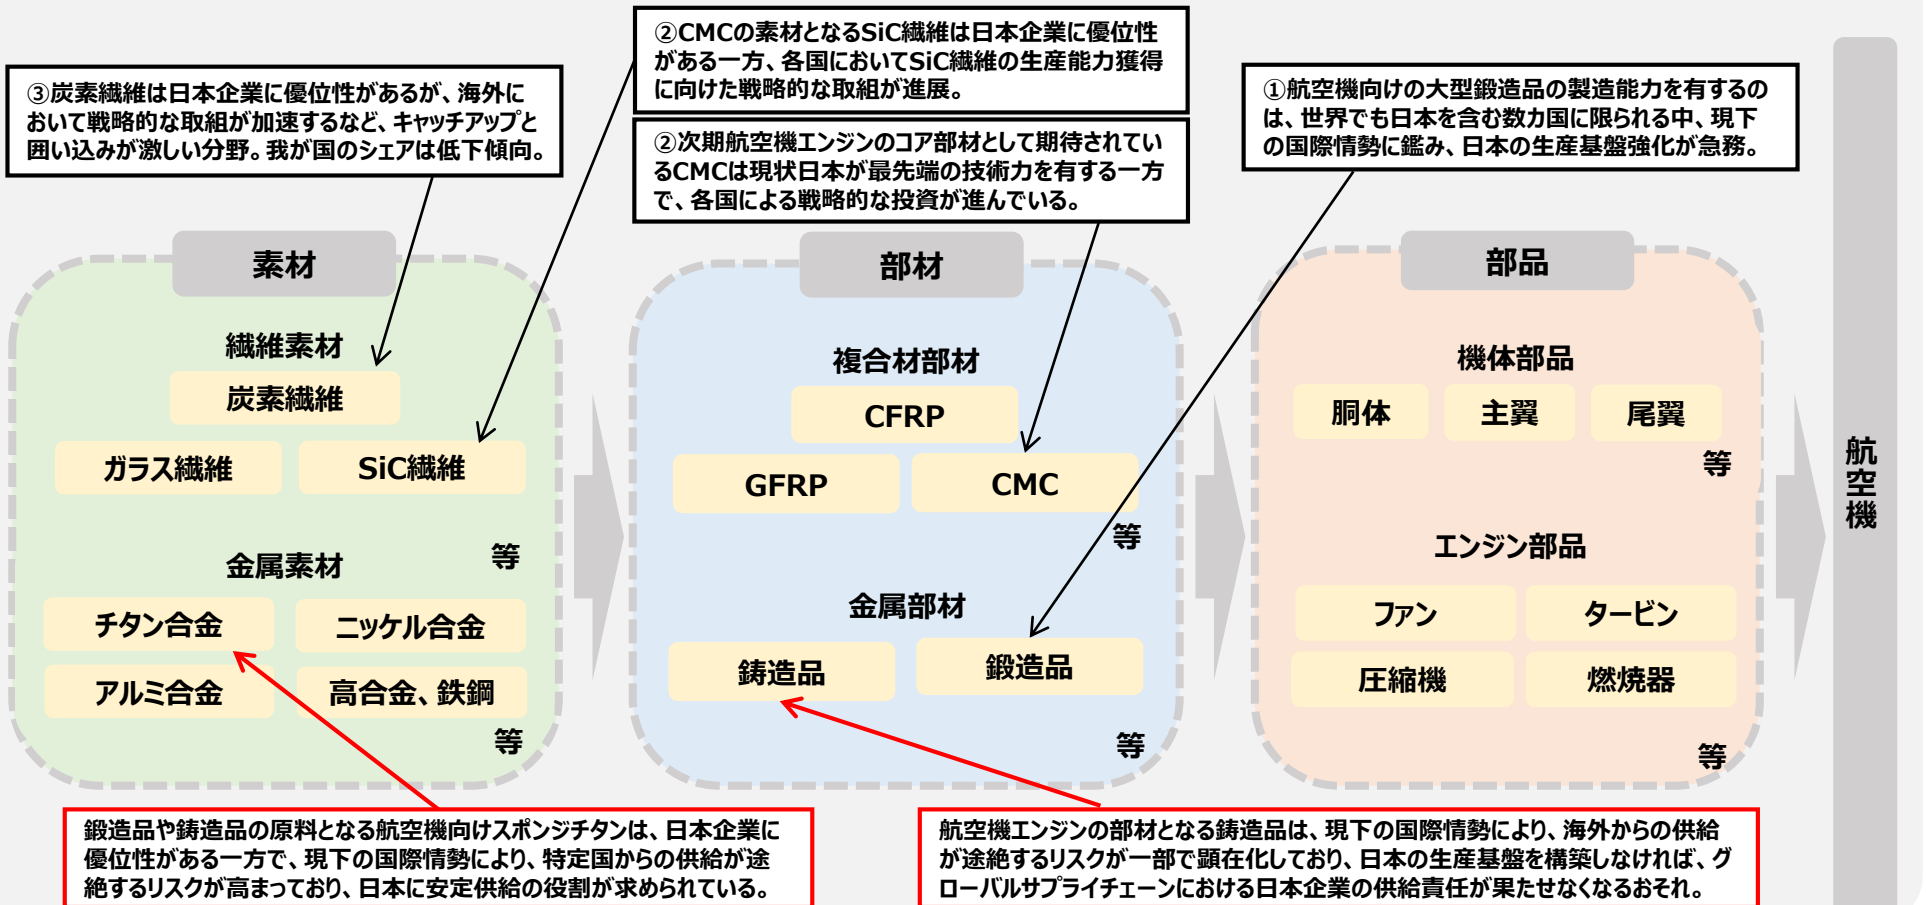 ②CMCの素材となるSiC繊維は日本企業に優位性
がある一方、各国においてSiC繊維の生産能力獲得
に向けた戦略的な取組が進展。
③炭素繊維は日本企業に優位性があるが、海外に
おいて戦略的な取組が加速するなど、キャッチアップと
囲い込みが激しい分野。我が国のシェアは低下傾向。
②次期航空機エンジンのコア部材として期待されてい
るCMCは現状日本が最先端の技術力を有する一方
で、各国による戦略的な投資が進んでいる。
①航空機向けの大型鍛造品の製造能力を有するの
は、世界でも日本を含む数カ国に限られる中、現下
の国際情勢に鑑み、日本の生産基盤強化が急務。
素材
繊維素材
炭素繊維
ガラス繊維
SiC繊維
等
金属素材
チタン合金
ニッケル合金
アルミ合金
高合金、鉄鋼
等
部材
複合材部材
CFRP
GFRP
CMC
等
金属部材
鋳造品
鍛造品
等
部品
機体部品
胴体
主翼
尾翼
等
エンジン部品
ファン
タービン
圧縮機
燃焼器
等
航空機
鍛造品や鋳造品の原料となる航空機向けスポンジチタンは、日本企業に
優位性がある一方で、現下の国際情勢により、特定国からの供給が途
絶するリスクが高まっており、日本に安定供給の役割が求められている。
航空機エンジンの部材となる鋳造品は、現下の国際情勢により、海外からの供給
が途絶するリスクが一部で顕在化しており、日本の生産基盤を構築しなければ、グ
ローバルサプライチェーンにおける日本企業の供給責任が果たせなくなるおそれ。